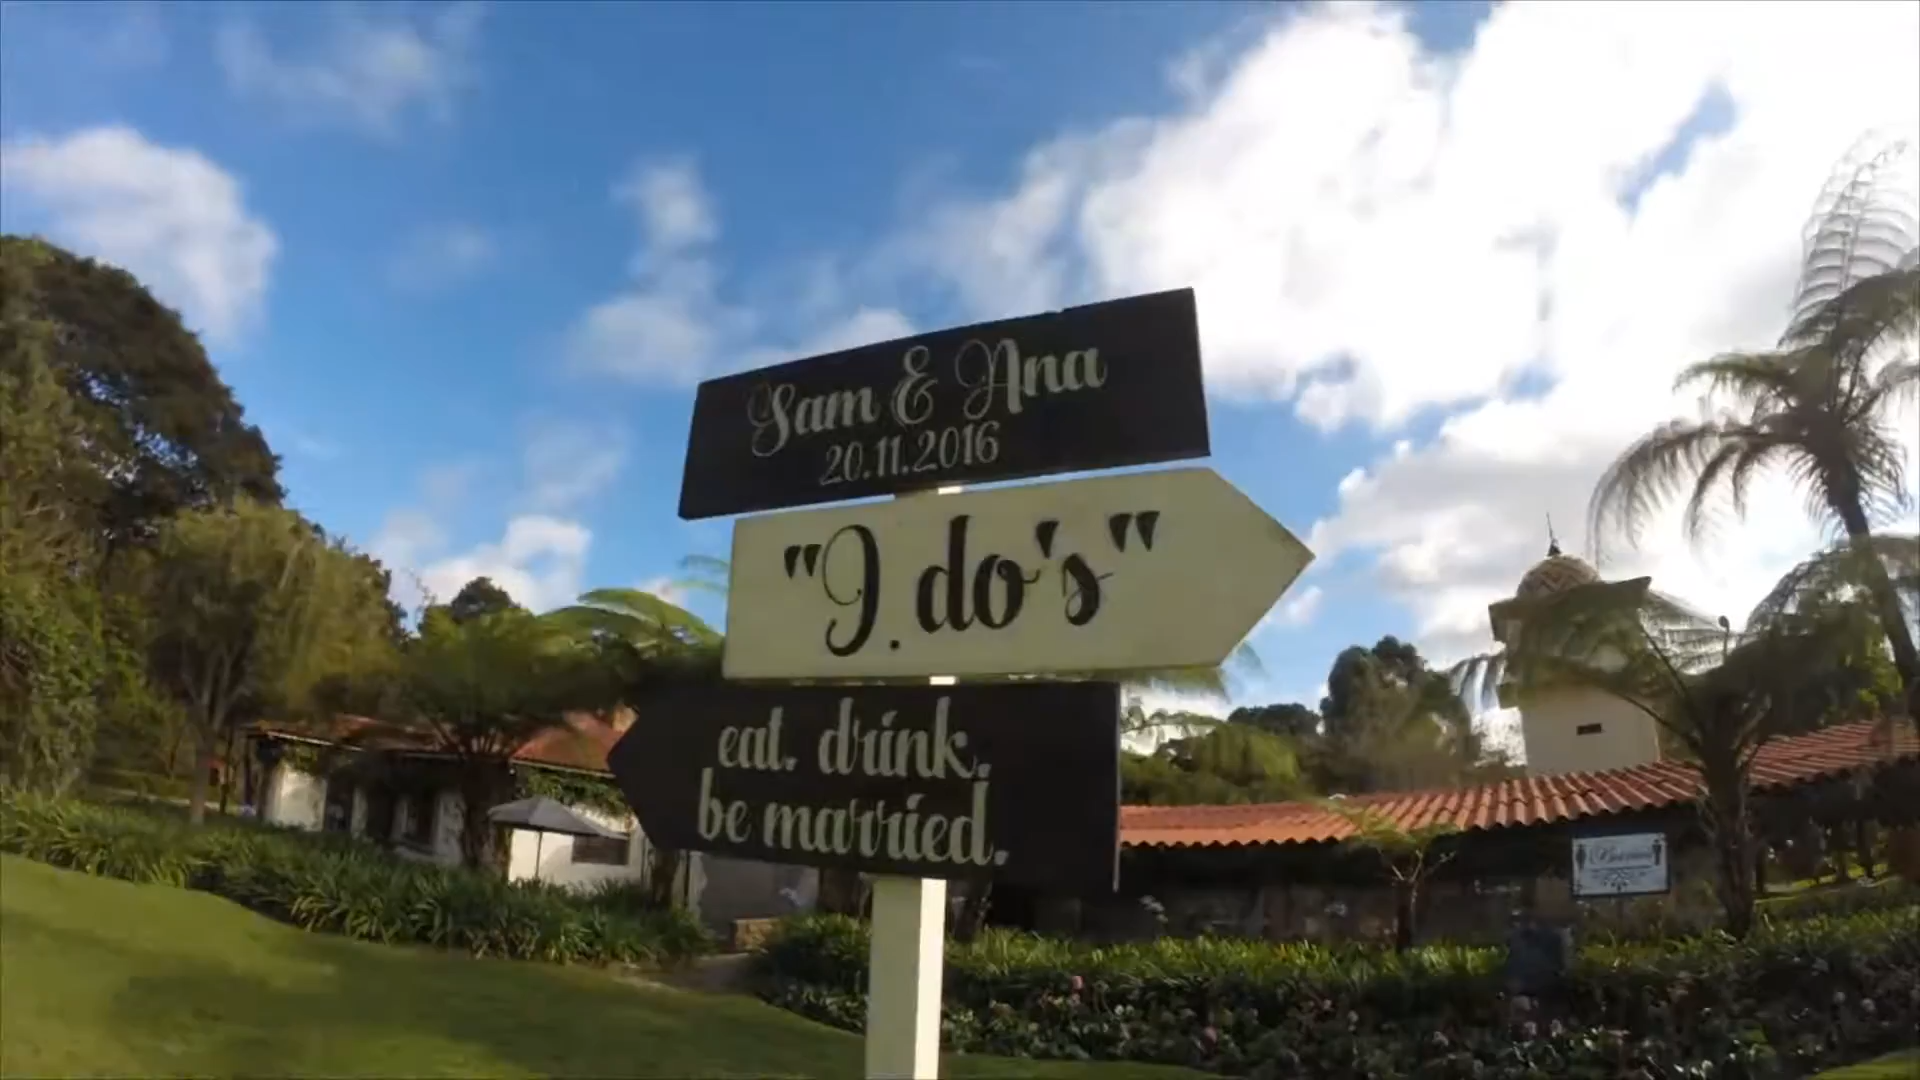 Sam & Ana
20.11.2016
"I do's"
eat. drink.
be married.